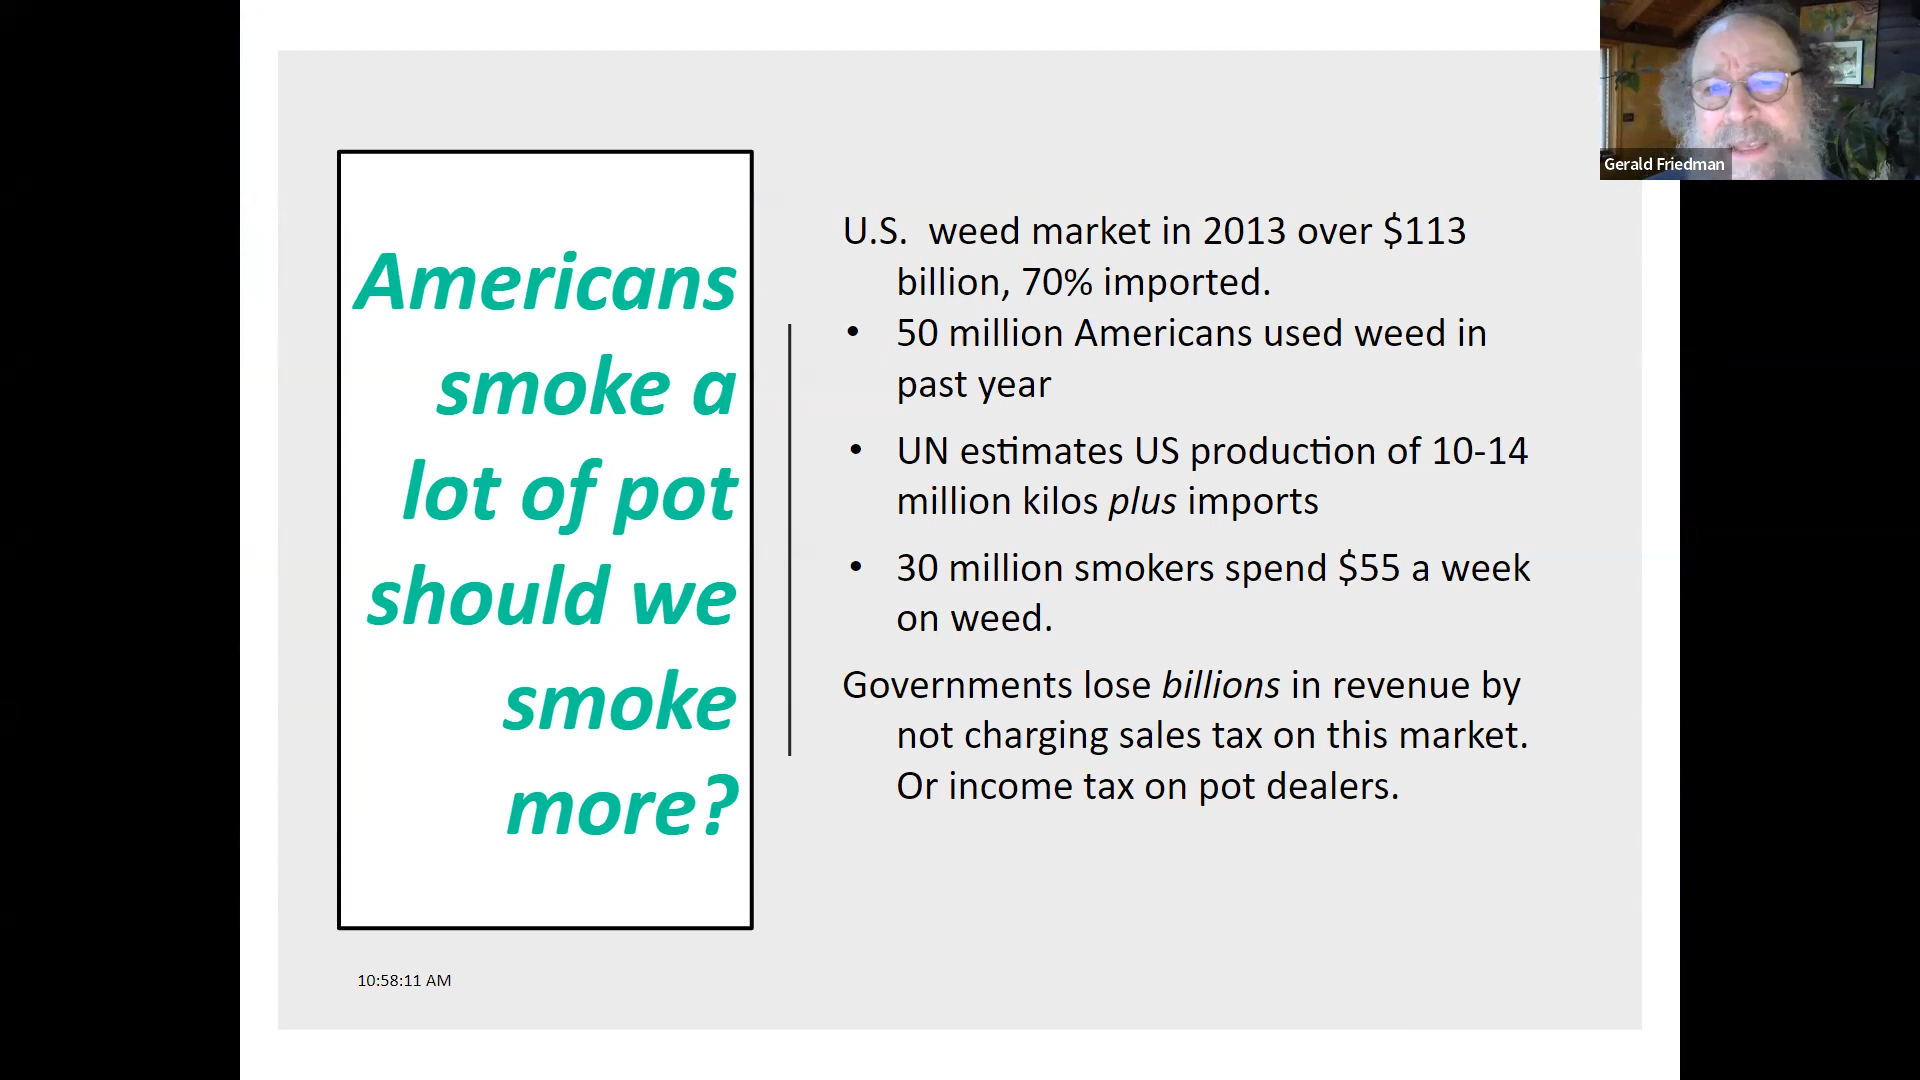 Americans
smoke a
lot of pot
should we
smoke
more?
U.S.  weed market in 2013 over $113
billion, 70% imported.
• 50 million Americans used weed in
past year
• UN estimates US production of 10-14
million kilos plus imports
• 30 million smokers spend $55 a week
on weed.
Governments lose billions in revenue by
not charging sales tax on this market.
Or income tax on pot dealers.
10:58:11 AM
Gerald Friedman